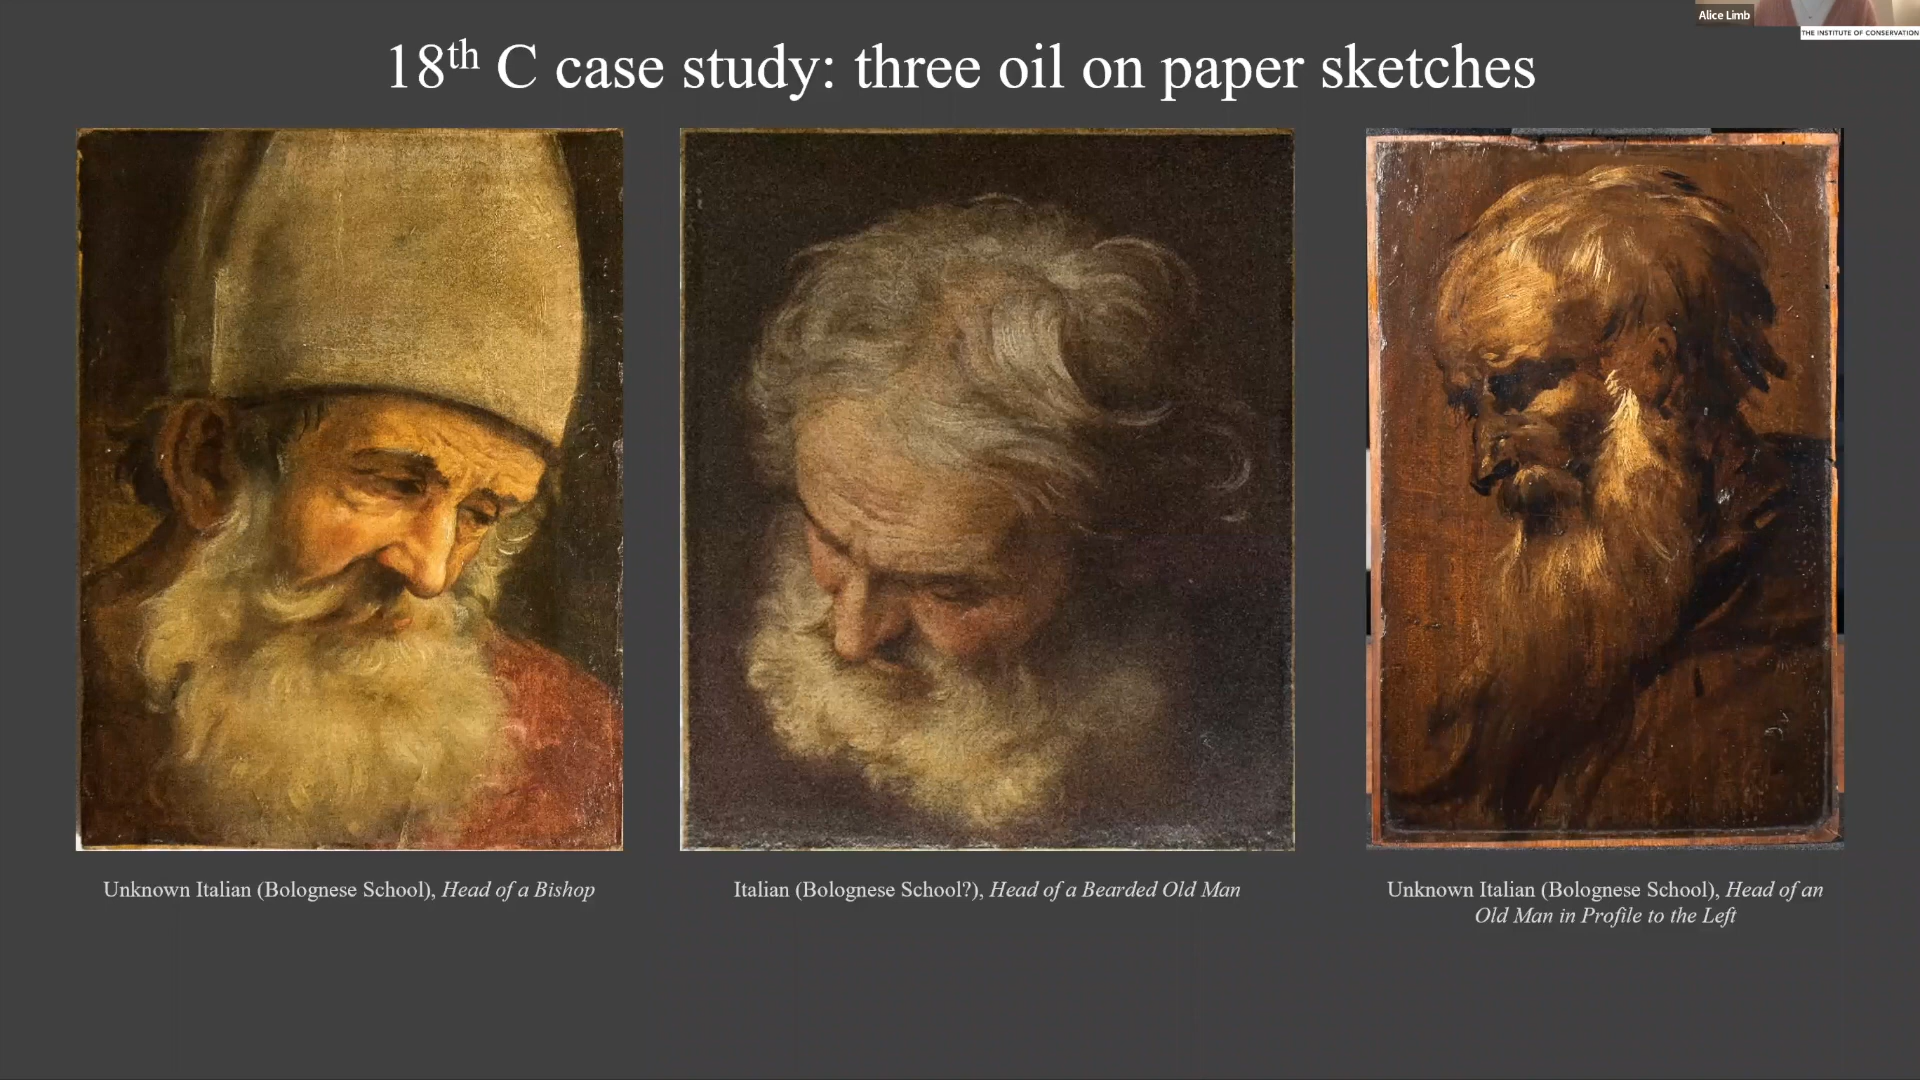 Alice Limb
THE INSTITUTE OF CONSERVATION
18th C case study: three oil on paper sketches
Unknown Italian (Bolognese School), Head of a Bishop
Italian (Bolognese School?), Head of a Bearded Old Man
Unknown Italian (Bolognese School), Head of an
Old Man in Profile to the Left